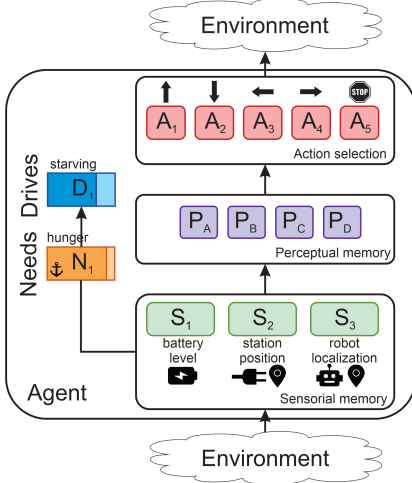 Environment
STOP
A1 A2 A3 A4 A5
Action selection
Drives
starving
D1
PA PB PC PD
Perceptual memory
Needs
hunger
N1
S1 S2 S3
battery level
station position
robot localization
Sensorial memory
Agent
Environment